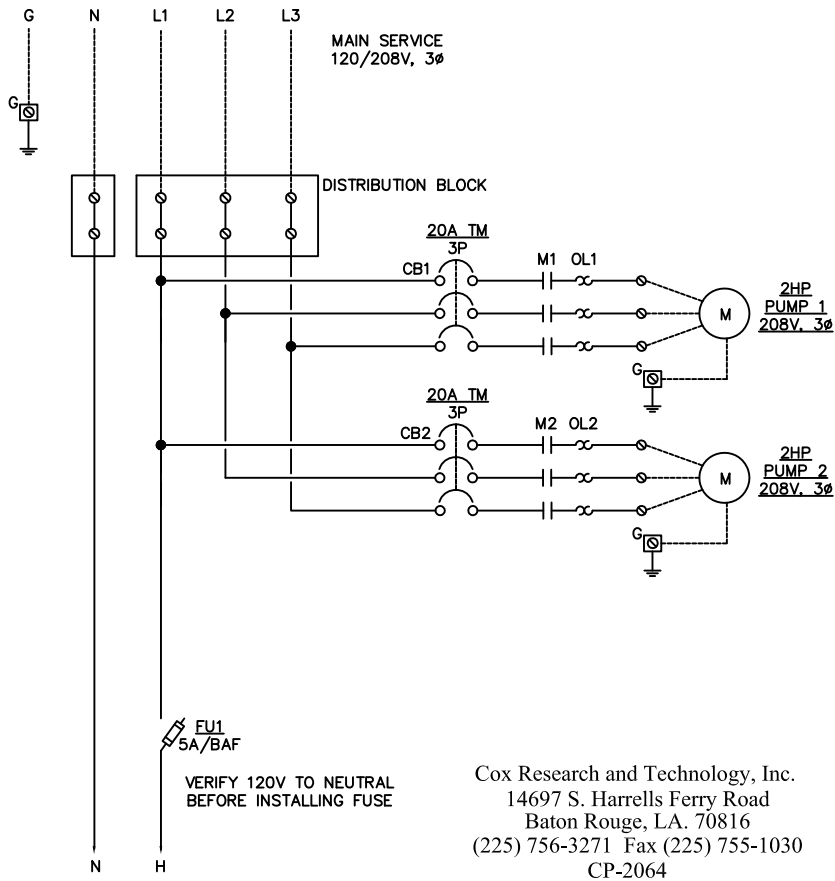 G N L1 L2 L3
MAIN SERVICE
120/208V, 3ø
G
DISTRIBUTION BLOCK
20A TM
3P
CB1
M1 OL1
M
2HP
PUMP 1
208V, 3ø
G
20A TM
3P
CB2
M2 OL2
M
2HP
PUMP 2
208V, 3ø
G
FU1
5A/BAF
VERIFY 120V TO NEUTRAL
BEFORE INSTALLING FUSE
N H
Cox Research and Technology, Inc.
14697 S. Harrells Ferry Road
Baton Rouge, LA. 70816
(225) 756-3271 Fax (225) 755-1030
CP-2064